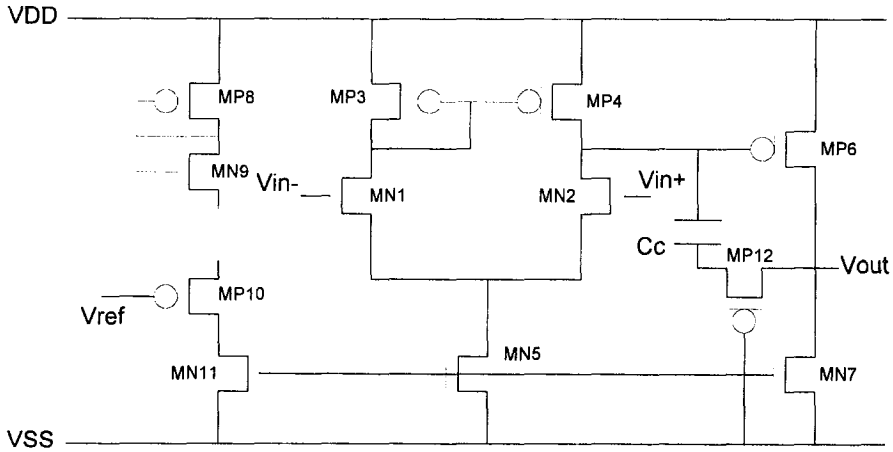 VDD
MP8
MP3
MP4
MP6
MN9
Vin-
MN1
MN2
Vin+
Cc
MP12
Vout
Vref
MP10
MN11
MN5
MN7
VSS